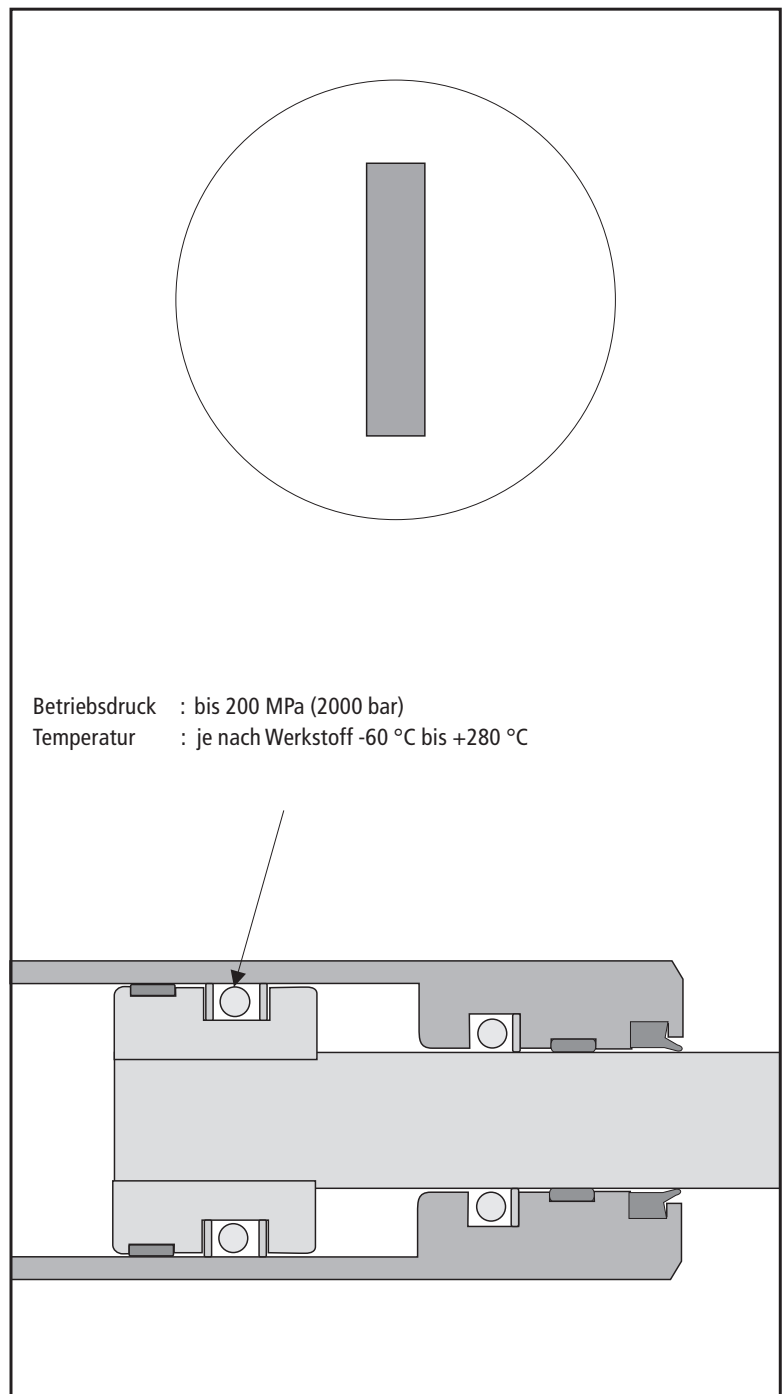 Betriebsdruck : bis 200 MPa (2000 bar)
Temperatur : je nach Werkstoff -60 °C bis +280 °C